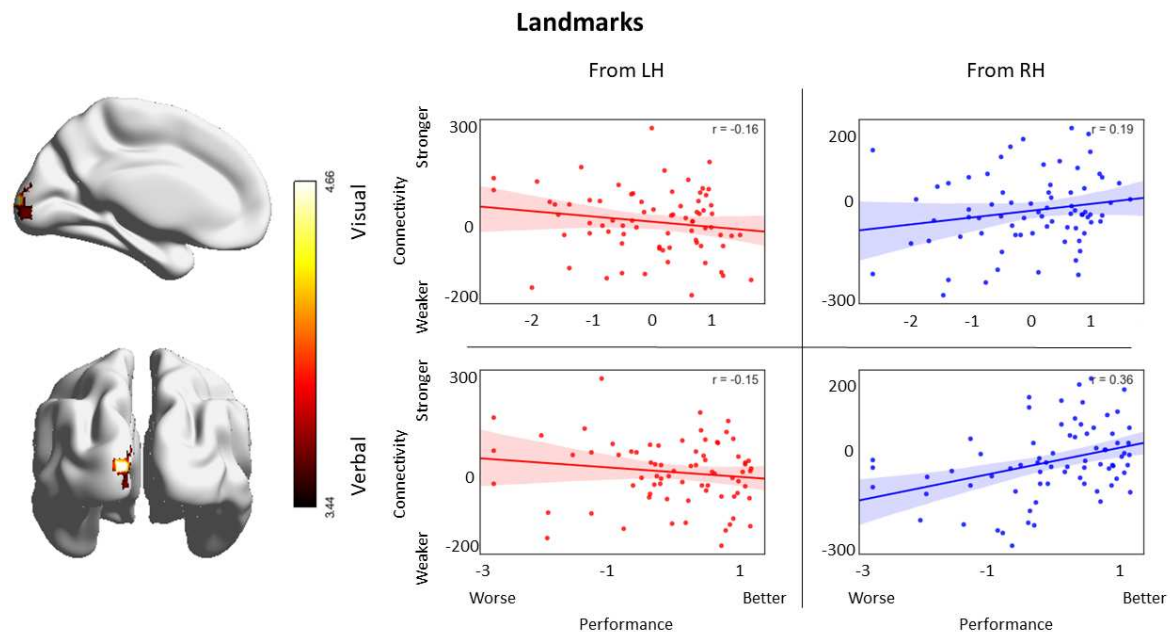 Landmarks
From LH
From RH
4.66
Visual
Verbal
3.44
Stronger
Connectivity
Weaker
300
0
-200
r = -0.16
-2 -1 0 1
200
0
-300
r = 0.19
-2 -1 0 1
Stronger
Connectivity
Weaker
300
0
-200
r = -0.15
-3 -1 1
Worse Better
Performance
200
0
-300
r = 0.36
-3 -1 1
Worse Better
Performance